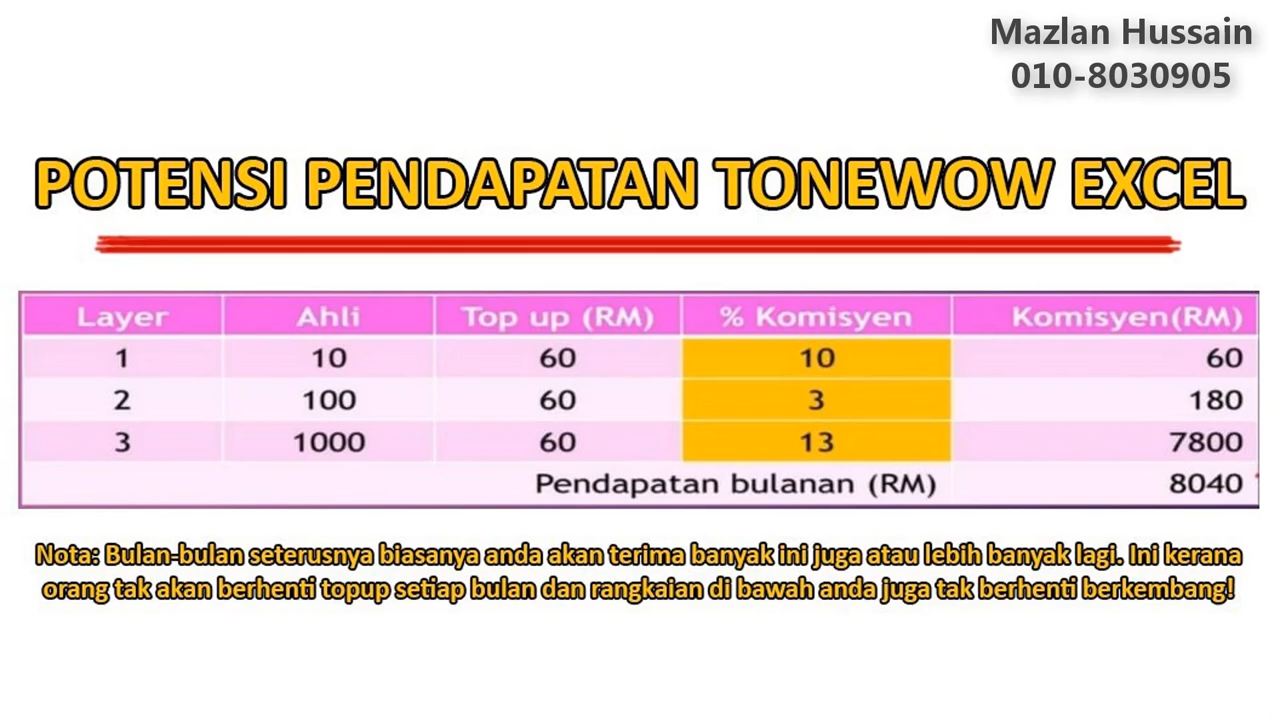 Mazlan Hussain
010-8030905
POTENSI PENDAPATAN TONEWOW EXCEL
Layer Ahli Top up (RM) % Komisyen Komisyen(RM)
1 10 60 10 60
2 100 60 3 180
3 1000 60 13 7800
Pendapatan bulanan (RM) 8040
Nota: Bulan-bulan seterusnya biasanya anda akan terima banyak ini juga atau lebih banyak lagi. Ini kerana
orang tak akan berhenti topup setiap bulan dan rangkaian di bawah anda juga tak berhenti berkembang!